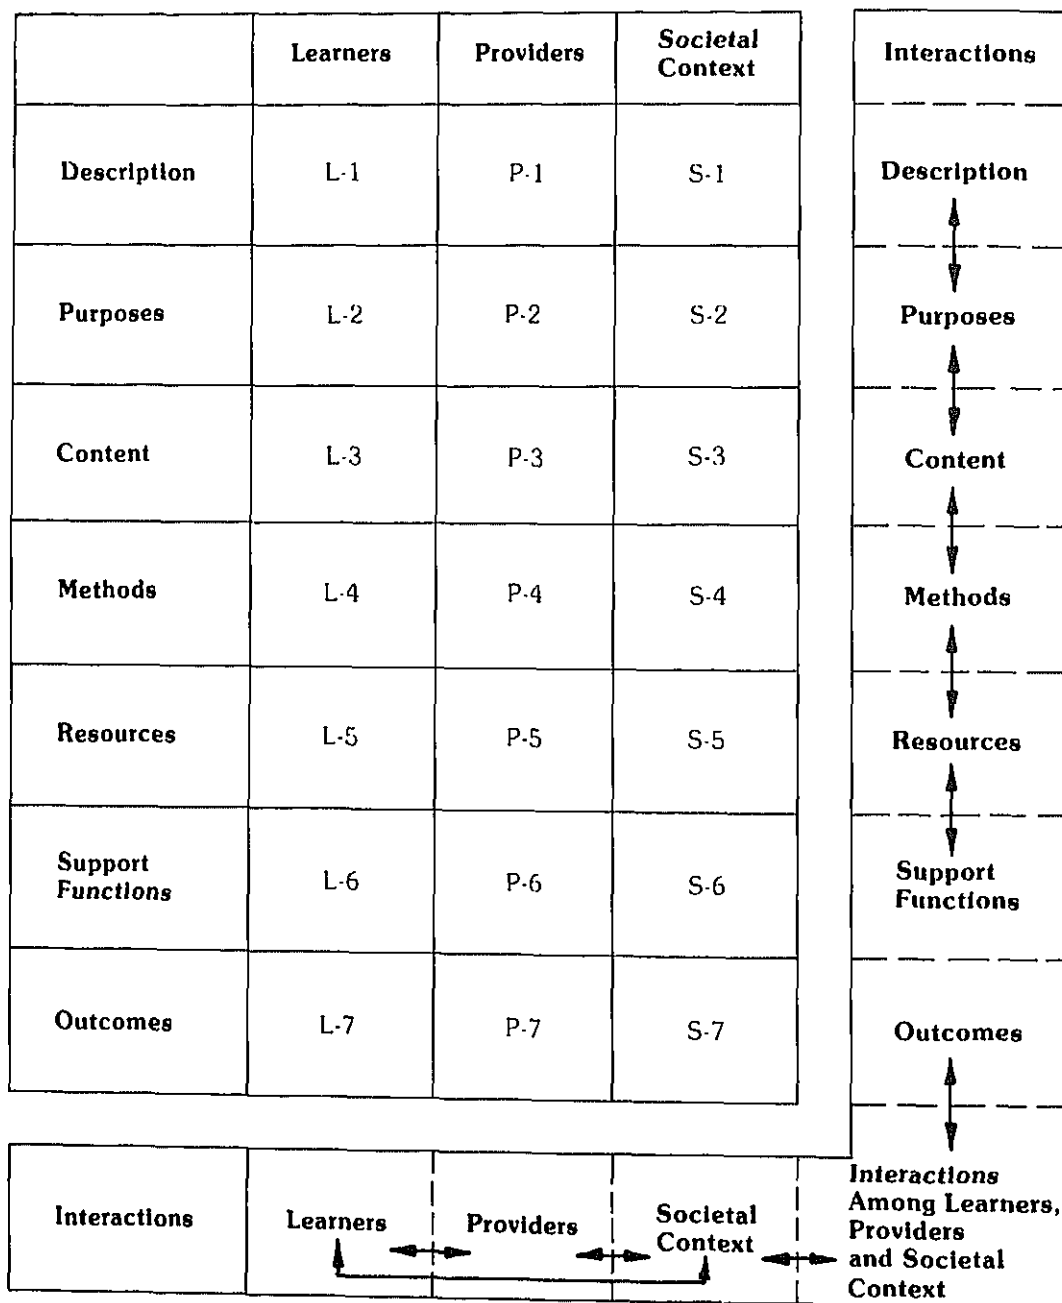 Learners Providers Societal Context Interactions
Description L-1 P-1 S-1 Description
Purposes L-2 P-2 S-2 Purposes
Content L-3 P-3 S-3 Content
Methods L-4 P-4 S-4 Methods
Resources L-5 P-5 S-5 Resources
Support Functions L-6 P-6 S-6 Support Functions
Outcomes L-7 P-7 S-7 Outcomes
Interactions Learners Providers Societal Context
Interactions
Among Learners,
Providers
and Societal
Context